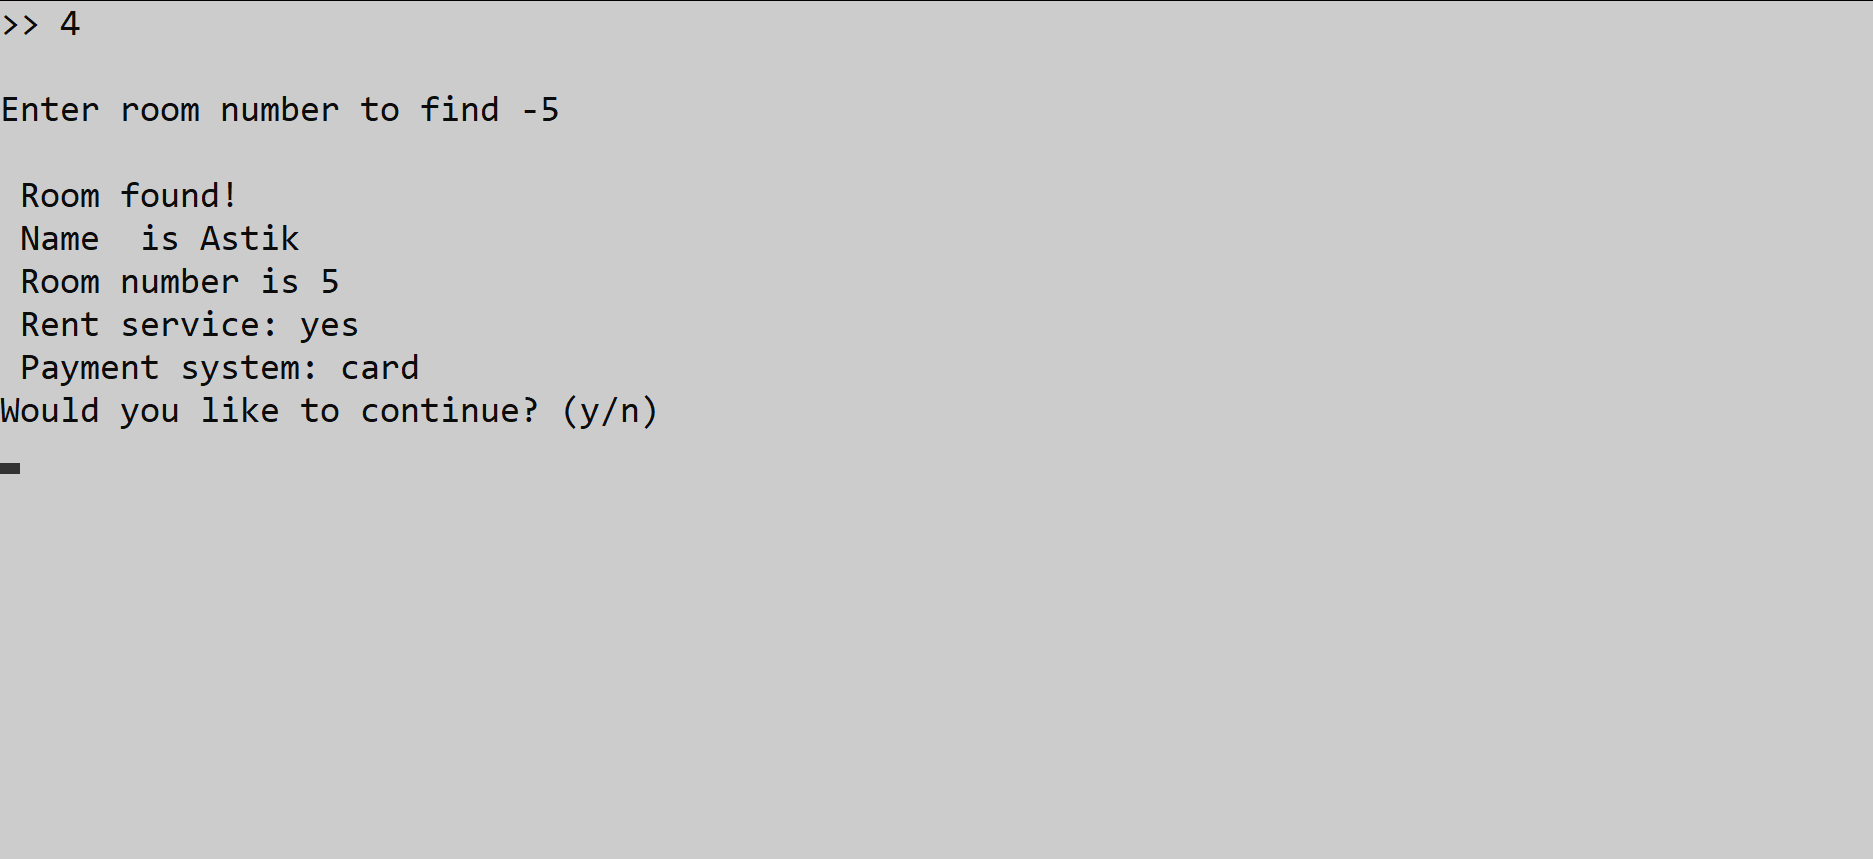 >> 4
Enter room number to find -5
Room found!
Name  is Astik
Room number is 5
Rent service: yes
Payment system: card
Would you like to continue? (y/n)